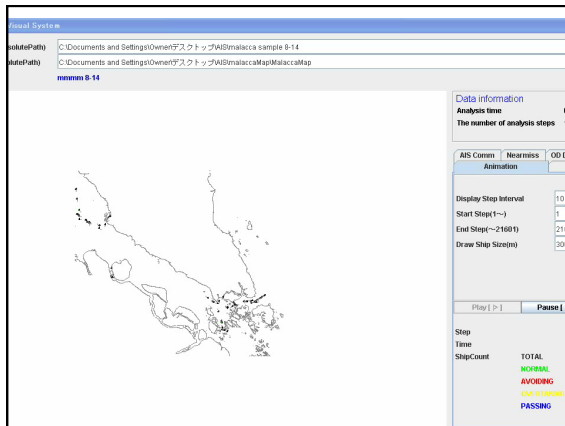 Visual System
solutePath) C:\Documents and Settings\Owner\デスクトップ\AIS\malacca sample 8-14
olutePath) C:\Documents and Settings\Owner\デスクトップ\AIS\malaccaMap\MalaccaMap
mmmm 8-14
Data information
Analysis time
The number of analysis steps
AIS Comm Nearmiss OD D
Animation
Display Step Interval 10
Start Step(1~) 1
End Step(~21601) 216
Draw Ship Size(m) 300
Play[ > ] Pause[
Step
Time
ShipCount TOTAL
NORMAL
AVOIDING
PASSING